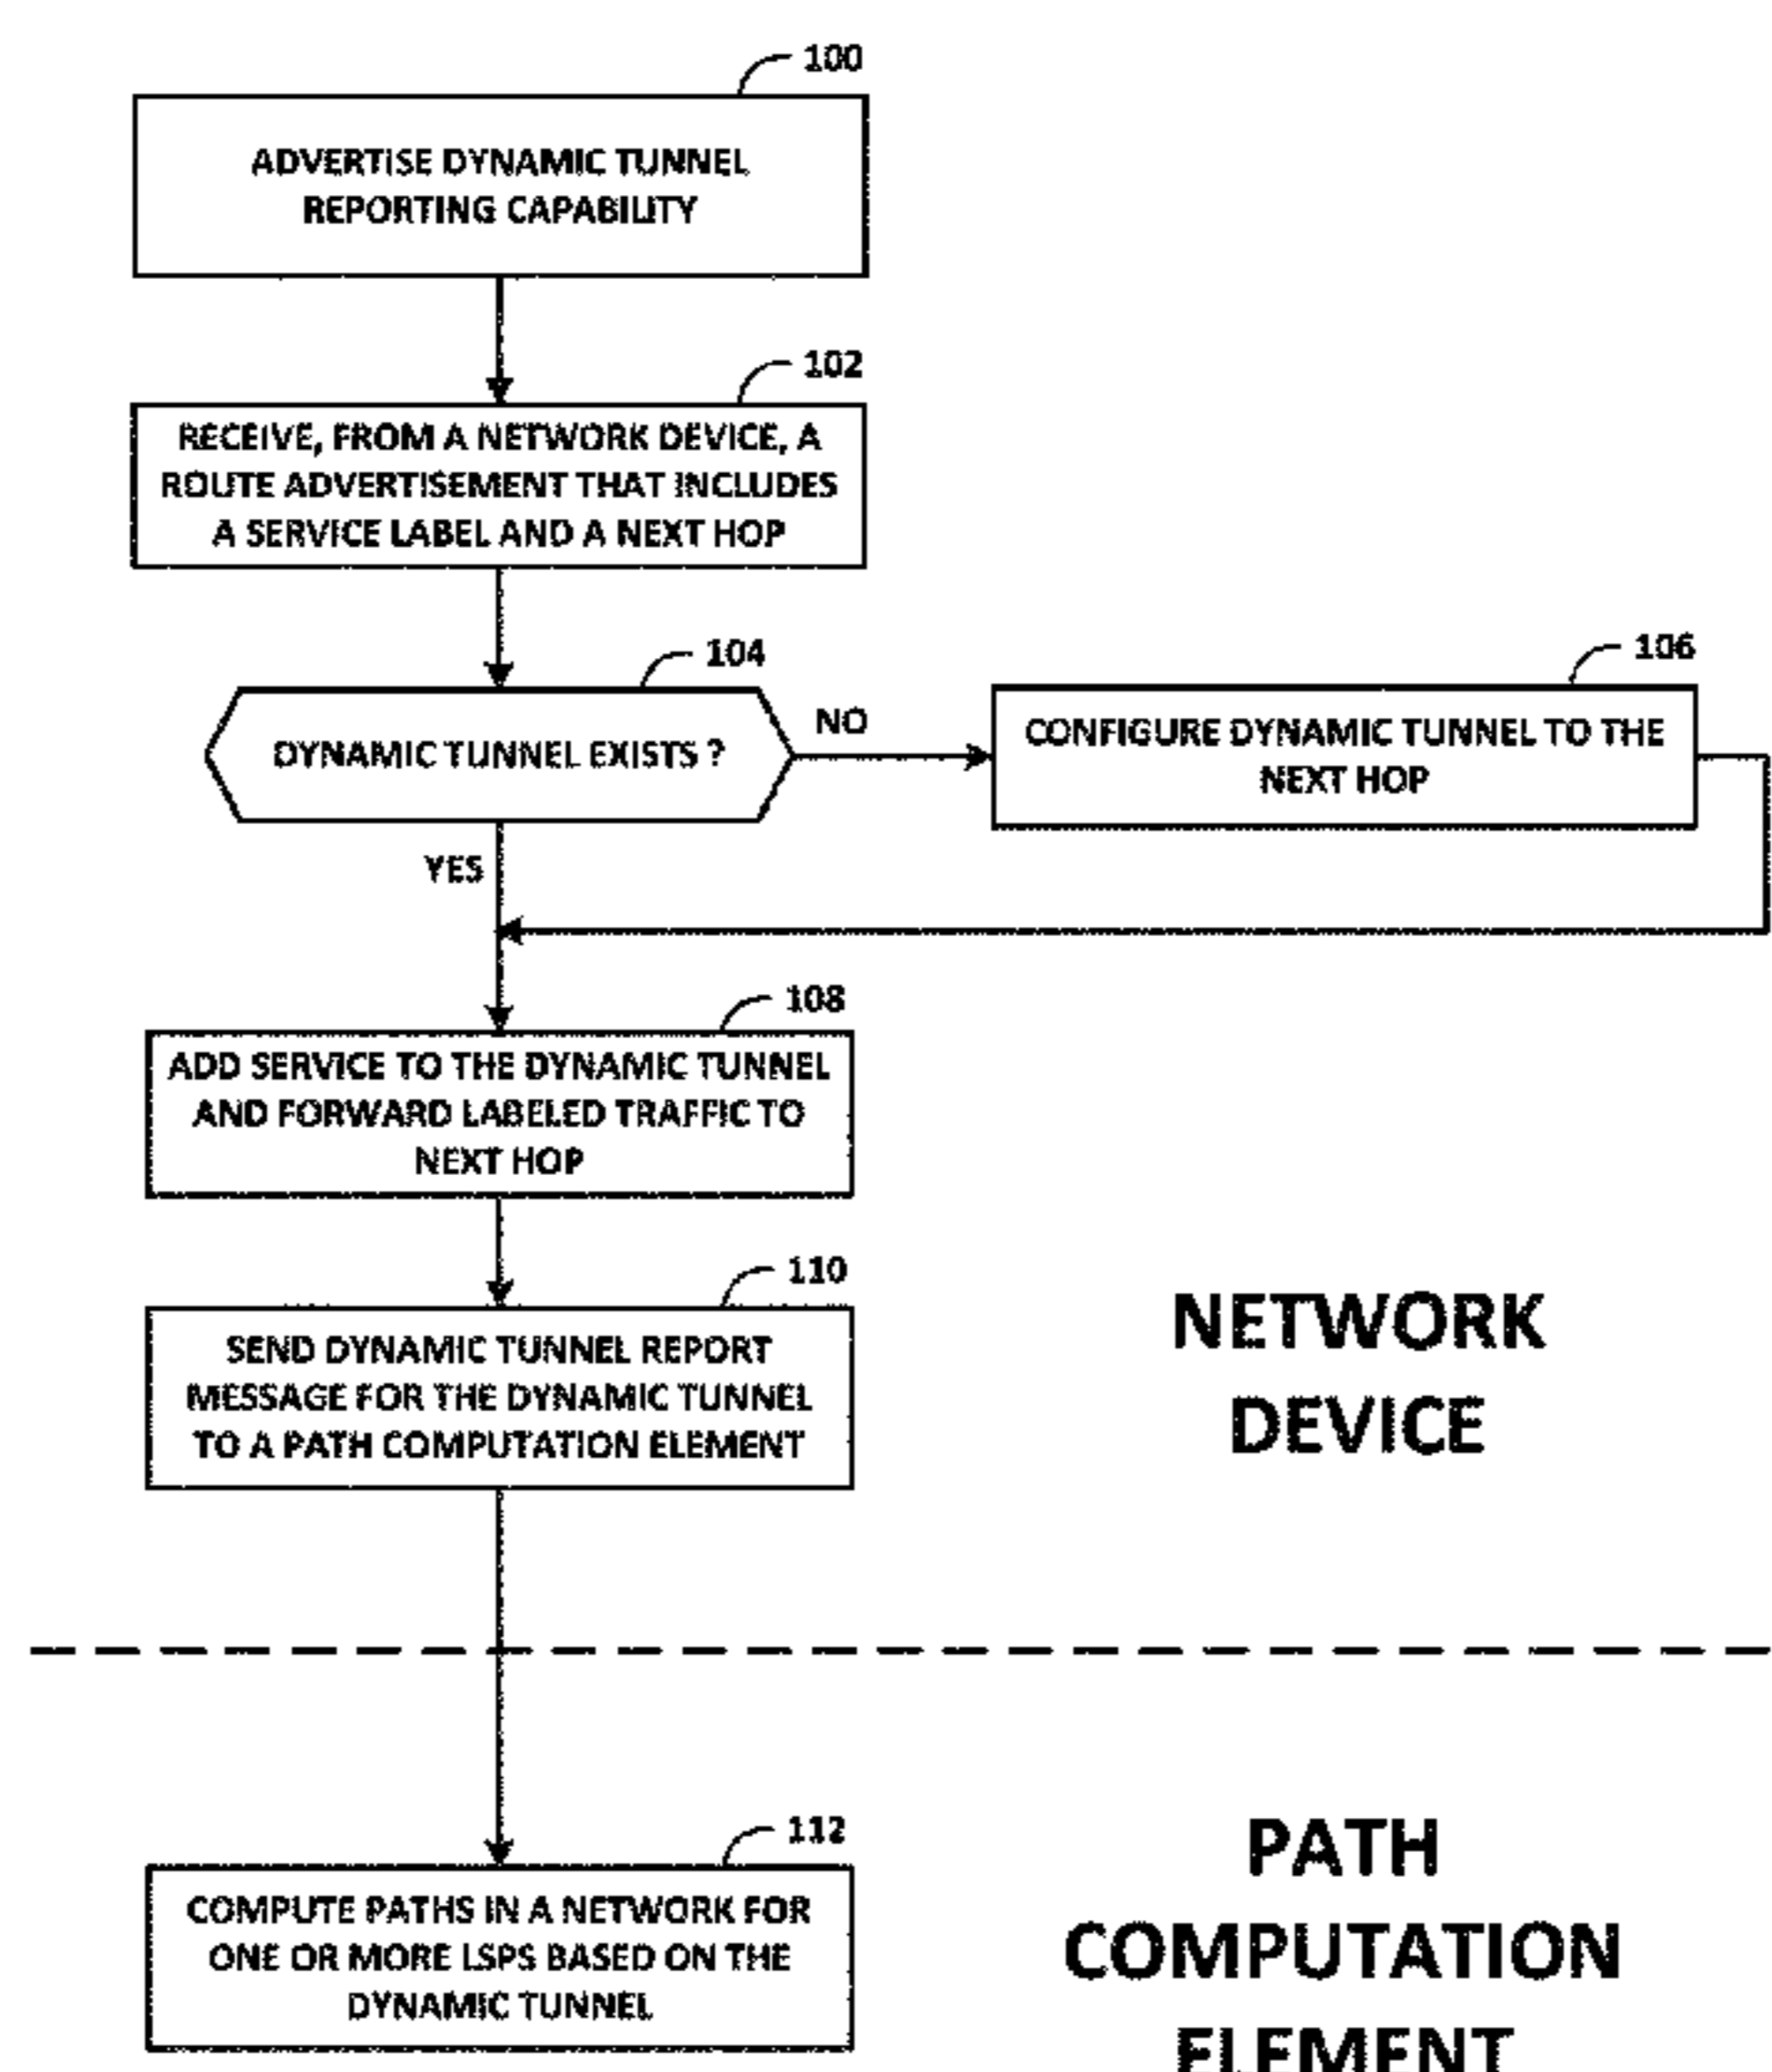 100
ADVERTISE DYNAMIC TUNNEL
REPORTING CAPABILITY
102
RECEIVE, FROM A NETWORK DEVICE, A
ROUTE ADVERTISEMENT THAT INCLUDES
A SERVICE LABEL AND A NEXT HOP
104
DYNAMIC TUNNEL EXISTS ?
NO
106
CONFIGURE DYNAMIC TUNNEL TO THE
NEXT HOP
YES
108
ADD SERVICE TO THE DYNAMIC TUNNEL
AND FORWARD LABELED TRAFFIC TO
NEXT HOP
110
SEND DYNAMIC TUNNEL REPORT
MESSAGE FOR THE DYNAMIC TUNNEL
TO A PATH COMPUTATION ELEMENT
NETWORK
DEVICE
112
COMPUTE PATHS IN A NETWORK FOR
ONE OR MORE LSPS BASED ON THE
DYNAMIC TUNNEL
PATH
COMPUTATION
ELEMENT